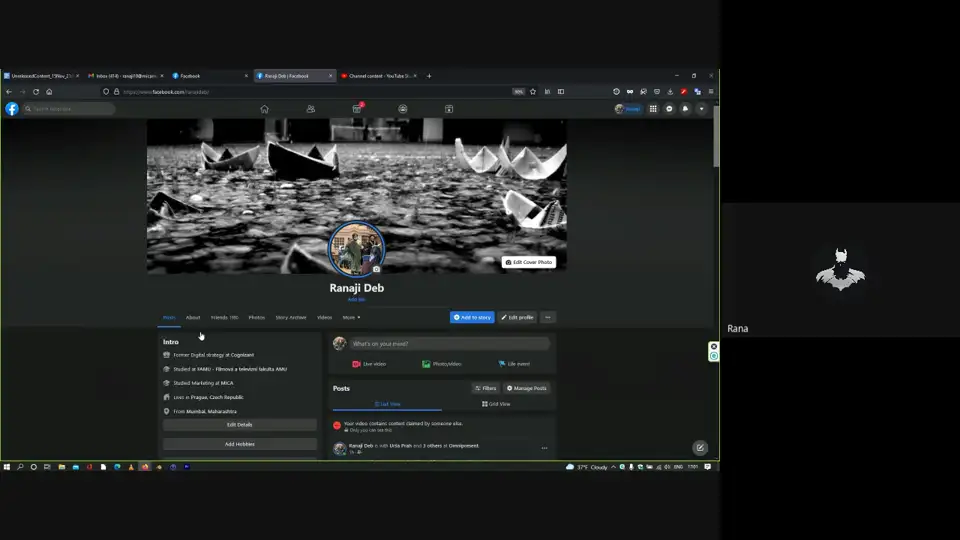 Facebook
Ranaji Deb | Facebook
Channel content - YouTube St
https://www.facebook.com/ranajideb/
Edit Cover Photo
Ranaji Deb
Add bio
Posts
About
Friends
Photos
Story Archive
Videos
More
Add to story
Edit profile
Intro
Former Digital strategy at Cognizant
Studied at FAMU - Filmová a televizní fakulta AMU
Studied Marketing at MICA
Lives in Prague, Czech Republic
From Mumbai, Maharashtra
Edit Details
Add Hobbies
What's on your mind?
Live video
Photo/video
Life event
Posts
Filters
Manage Posts
List View
Grid View
Your video contains content claimed by someone else.
Only you can see this.
Ranaji Deb is with Urša Prah and 3 others at Omnipresent.
37°F Cloudy
ENG
Rana